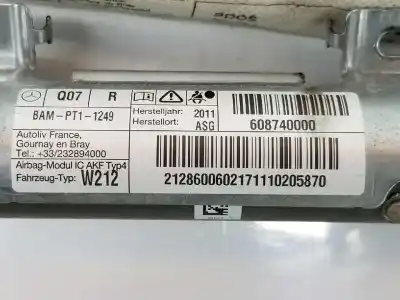 Q07
R
Herstelljahr: 2011
Herstellort: ASG
608740000
BAM-PT1-1249
Autoliv France,
Gournay en Bray
Tel.: +33/232894000
Airbag-Modul IC AKF Typ4
Fahrzeug-Typ: W212
2128600602171110205870